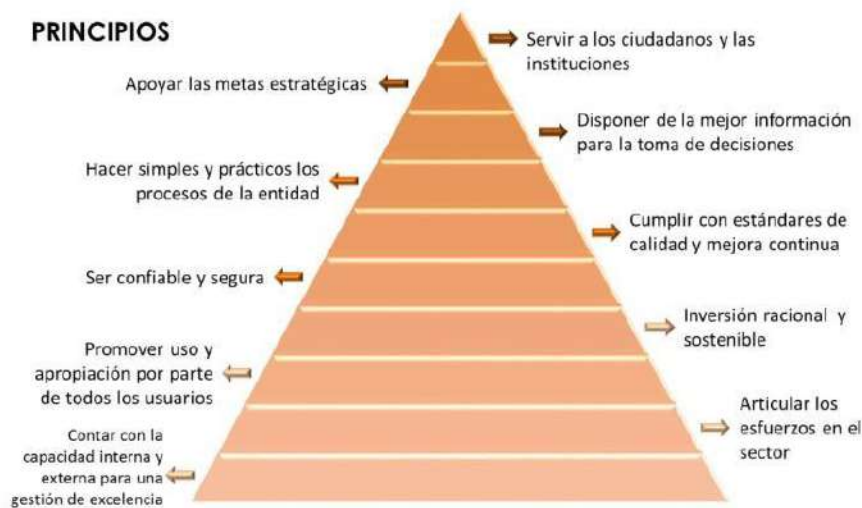 PRINCIPIOS
Servir a los ciudadanos y las
instituciones
Apoyar las metas estratégicas
Disponer de la mejor información
para la toma de decisiones
Hacer simples y prácticos los
procesos de la entidad
Cumplir con estándares de
calidad y mejora continua
Ser confiable y segura
Inversión racional y
sostenible
Promover uso y
apropiación por parte
de todos los usuarios
Articular los
esfuerzos en el
sector
Contar con la
capacidad interna y
externa para una
gestión de excelencia